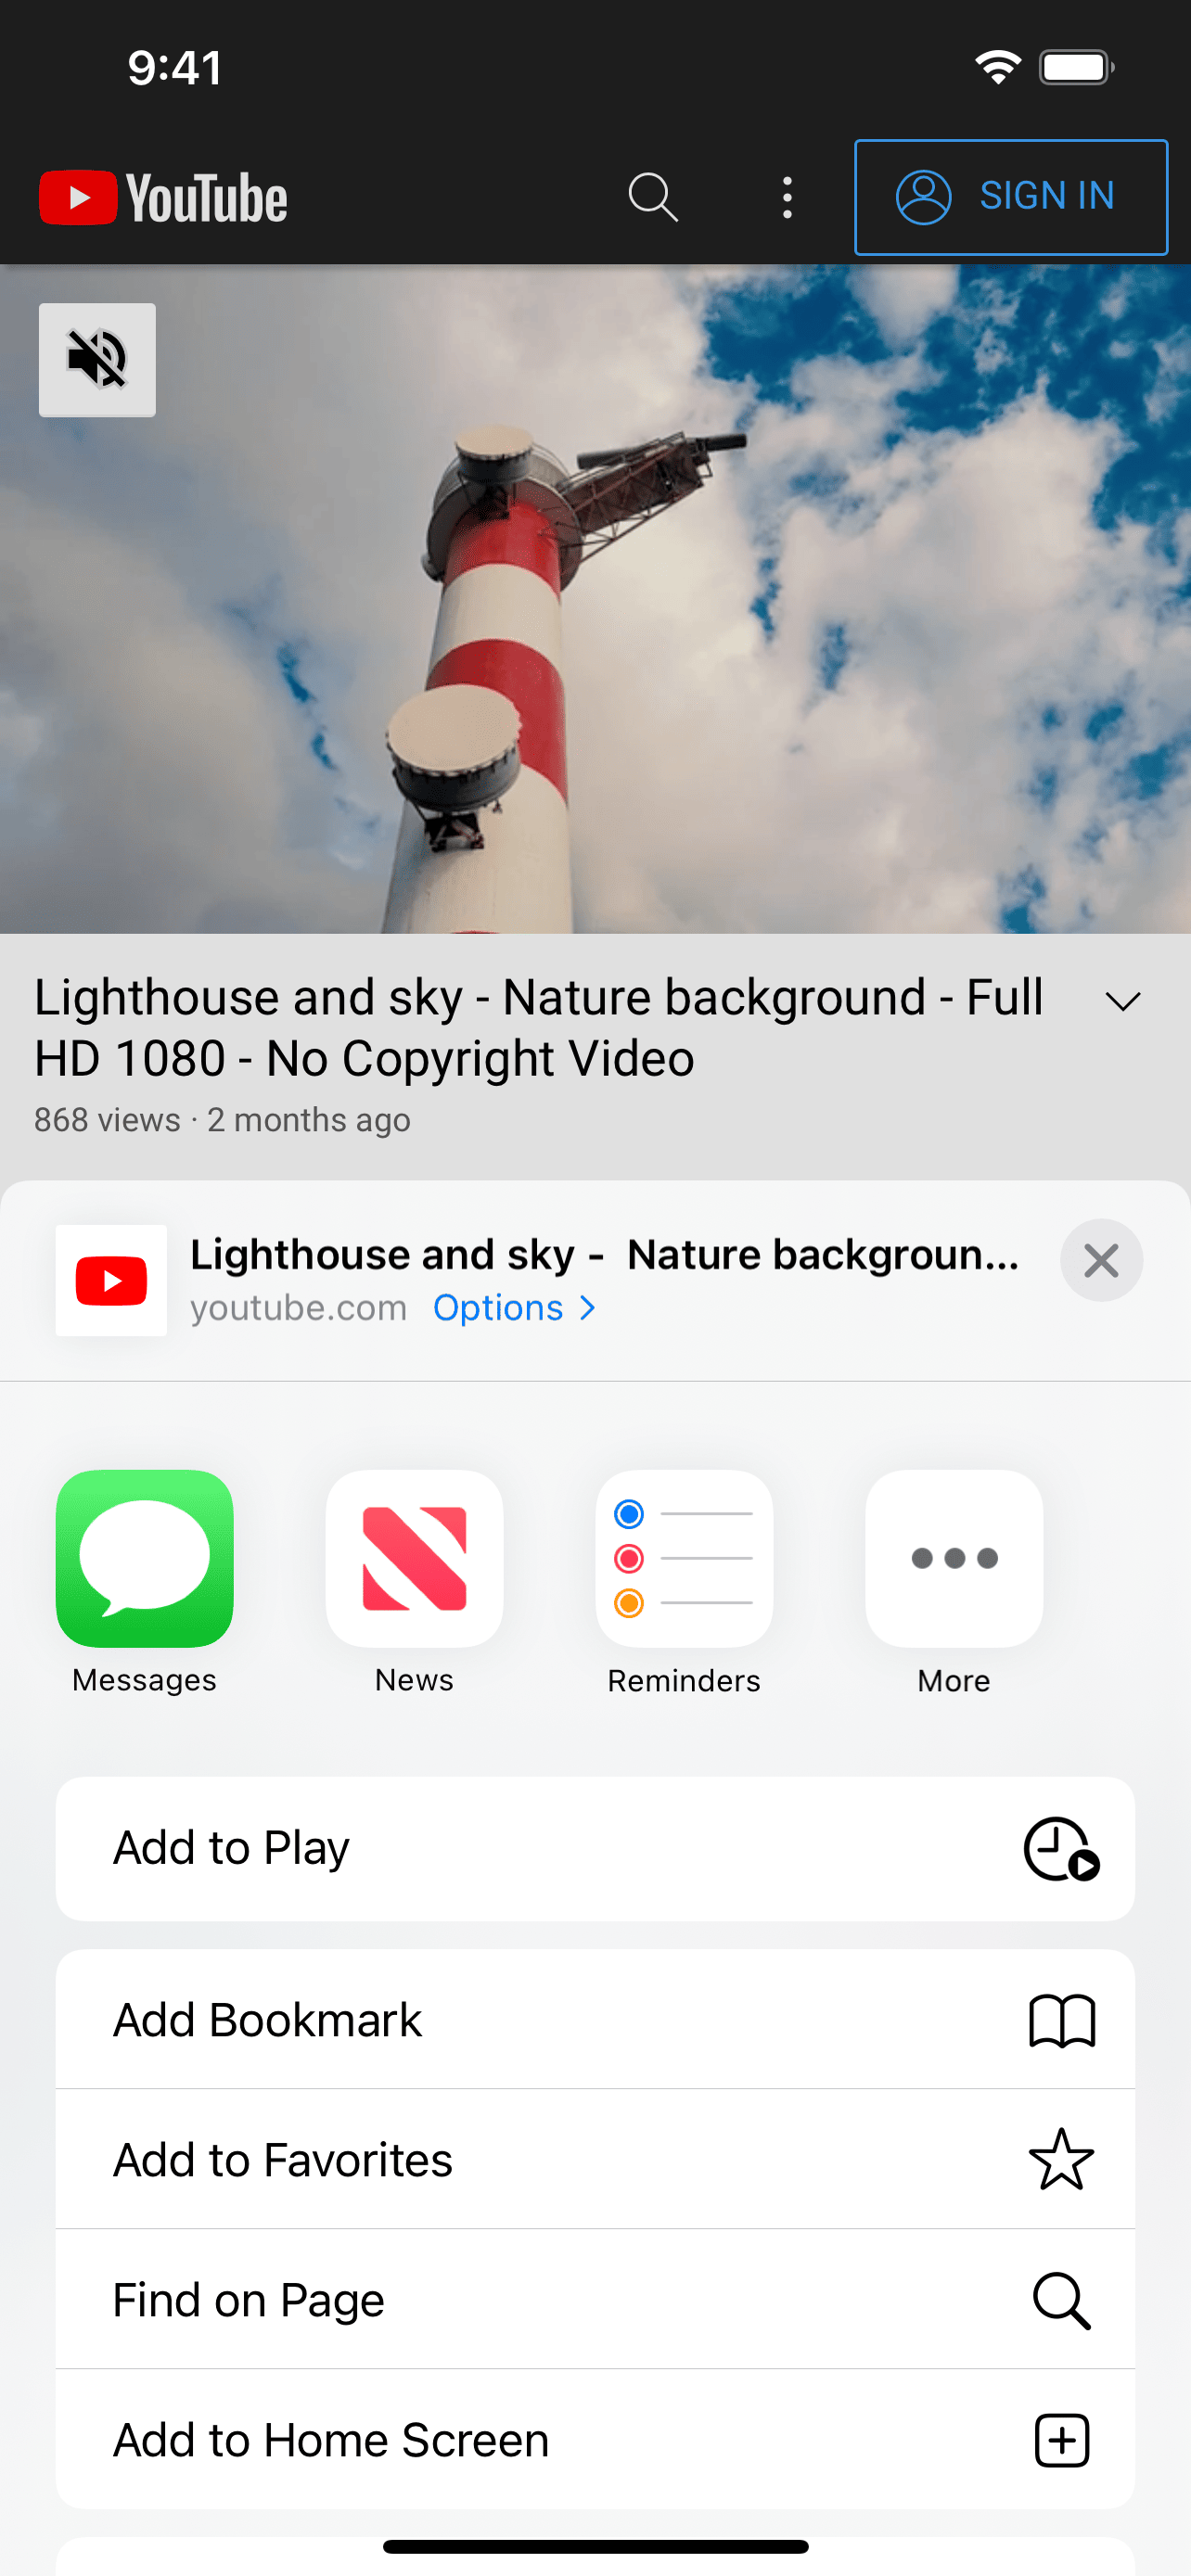 9:41
YouTube
SIGN IN
Lighthouse and sky - Nature background - Full
HD 1080 - No Copyright Video
868 views · 2 months ago
Lighthouse and sky - Nature backgroun...
youtube.com Options
Messages
News
Reminders
More
Add to Play
Add Bookmark
Add to Favorites
Find on Page
Add to Home Screen